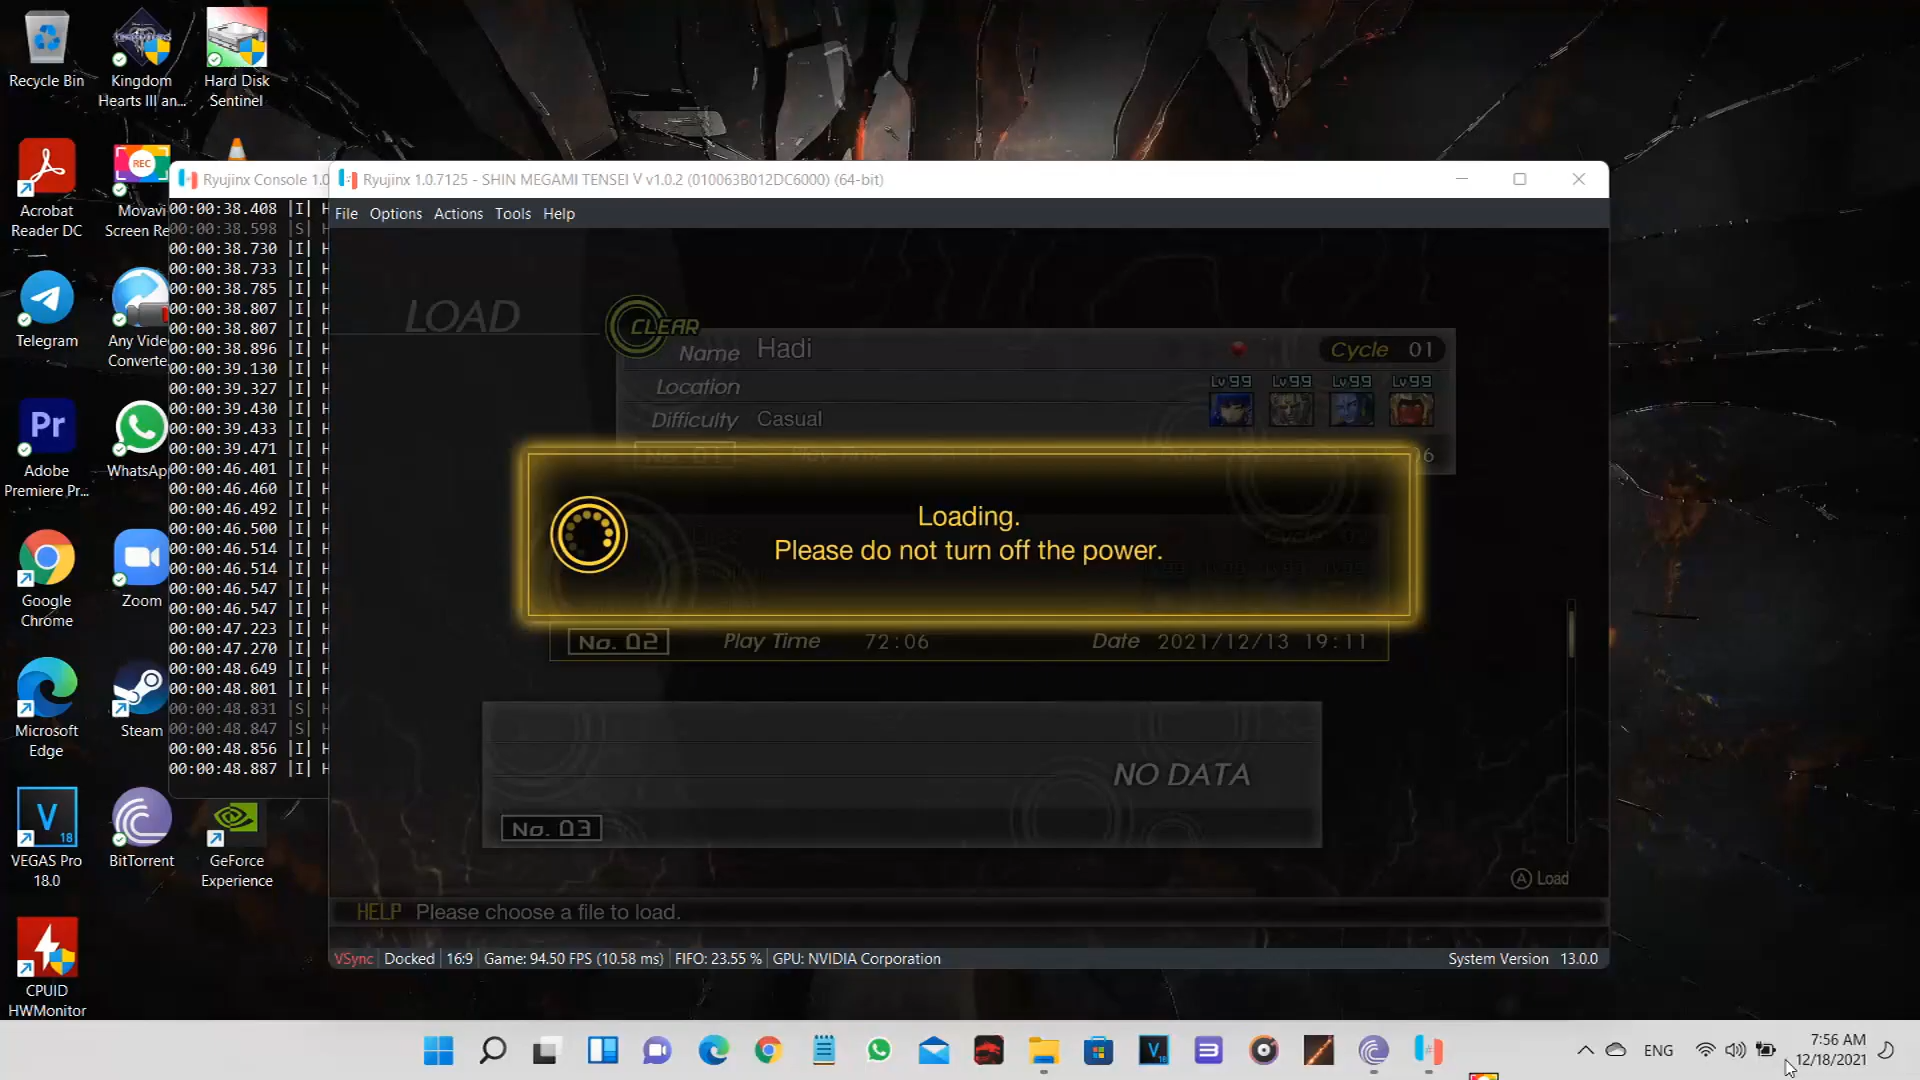 Recycle Bin
Kingdom
Hearts III an...
Hard Disk
Sentinel
Acrobat
Reader DC
REC
Movavi
Screen Re
Telegram
Any Vide
Converte
Pr
Adobe
Premiere Pr...
WhatsAp
Google
Chrome
Zoom
Microsoft
Edge
Steam
V
18
VEGAS Pro
18.0
BitTorrent
GeForce
Experience
CPUID
HWMonitor
Ryujinx Console 1.0
00:00:38.408 |I| H
00:00:38.598 |S| H
00:00:38.730 |I| H
00:00:38.733 |I| H
00:00:38.785 |I| H
00:00:38.807 |I| H
00:00:38.807 |I| H
00:00:38.896 |I| H
00:00:39.130 |I| H
00:00:39.327 |I| H
00:00:39.430 |I| H
00:00:39.433 |I| H
00:00:39.471 |I| H
00:00:46.401 |I| H
00:00:46.460 |I| H
00:00:46.492 |I| H
00:00:46.500 |I| H
00:00:46.514 |I| H
00:00:46.514 |I| H
00:00:46.547 |I| H
00:00:46.547 |I| H
00:00:47.223 |I| H
00:00:47.270 |I| H
00:00:48.649 |I| H
00:00:48.801 |I| H
00:00:48.831 |S| H
00:00:48.847 |S| H
00:00:48.856 |I| H
00:00:48.887 |I| H
Ryujinx 1.0.7125 - SHIN MEGAMI TENSEI V v1.0.2 (010063B012DC6000) (64-bit)
File Options Actions Tools Help
LOAD
CLEAR
Name Hadi Cycle 01
Location
Lv99 Lv99 Lv99 Lv99
Difficulty Casual
Loading.
Please do not turn off the power.
No. 02 Play Time 72:06 Date 2021/12/13 19:11
NO DATA
No. 03
A Load
HELP Please choose a file to load.
VSync Docked 16:9 Game: 94.50 FPS (10.58 ms) FIFO: 23.55 % GPU: NVIDIA Corporation System Version 13.0.0
ENG
7:56 AM
12/18/2021